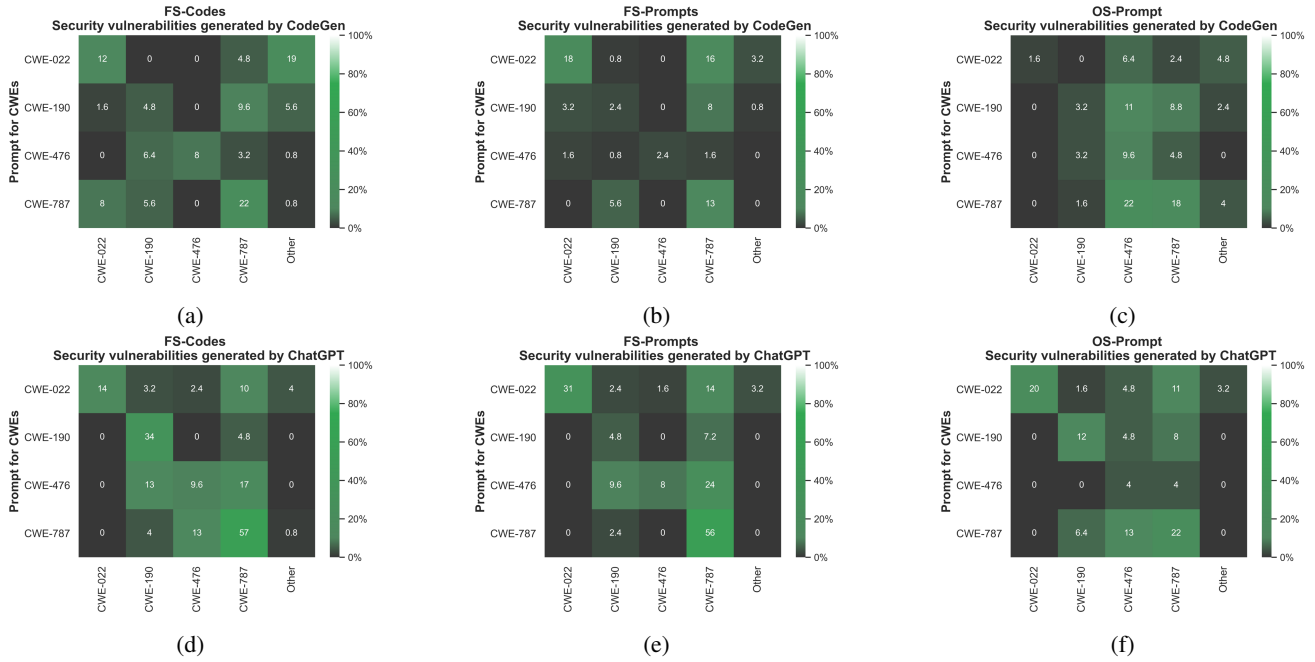 FS-Codes
Security vulnerabilities generated by CodeGen
Prompt for CWEs
CWE-022 12 0 0 4.8 19
CWE-190 1.6 4.8 0 9.6 5.6
CWE-476 0 6.4 8 3.2 0.8
CWE-787 8 5.6 0 22 0.8
CWE-022 CWE-190 CWE-476 CWE-787 Other
100%
80%
60%
40%
20%
0%
(a)
FS-Prompts
Security vulnerabilities generated by CodeGen
Prompt for CWEs
CWE-022 18 0.8 0 16 3.2
CWE-190 3.2 2.4 0 8 0.8
CWE-476 1.6 0.8 2.4 1.6 0
CWE-787 0 5.6 0 13 0
CWE-022 CWE-190 CWE-476 CWE-787 Other
100%
80%
60%
40%
20%
0%
(b)
OS-Prompt
Security vulnerabilities generated by CodeGen
Prompt for CWEs
CWE-022 1.6 0 6.4 2.4 4.8
CWE-190 0 3.2 11 8.8 2.4
CWE-476 0 3.2 9.6 4.8 0
CWE-787 0 1.6 22 18 4
CWE-022 CWE-190 CWE-476 CWE-787 Other
100%
80%
60%
40%
20%
0%
(c)
FS-Codes
Security vulnerabilities generated by ChatGPT
Prompt for CWEs
CWE-022 14 3.2 2.4 10 4
CWE-190 0 34 0 4.8 0
CWE-476 0 13 9.6 17 0
CWE-787 0 4 13 57 0.8
CWE-022 CWE-190 CWE-476 CWE-787 Other
100%
80%
60%
40%
20%
0%
(d)
FS-Prompts
Security vulnerabilities generated by ChatGPT
Prompt for CWEs
CWE-022 31 2.4 1.6 14 3.2
CWE-190 0 4.8 0 7.2 0
CWE-476 0 9.6 8 24 0
CWE-787 0 2.4 0 56 0
CWE-022 CWE-190 CWE-476 CWE-787 Other
100%
80%
60%
40%
20%
0%
(e)
OS-Prompt
Security vulnerabilities generated by ChatGPT
Prompt for CWEs
CWE-022 20 1.6 4.8 11 3.2
CWE-190 0 12 4.8 8 0
CWE-476 0 0 4 4 0
CWE-787 0 6.4 13 22 0
CWE-022 CWE-190 CWE-476 CWE-787 Other
100%
80%
60%
40%
20%
0%
(f)